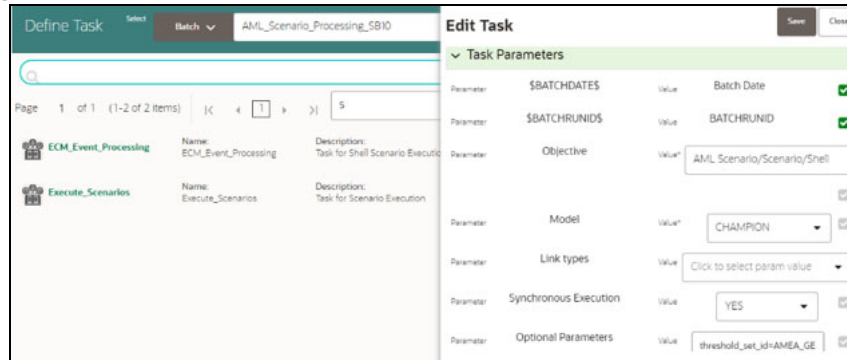 Define Task
Select
Batch
AML_Scenario_Processing_SB10
Page 1 of 1 (1-2 of 2 items) 1 5
ECM_Event_Processing
Name:
ECM_Event_Processing
Description:
Task for Shell Scenario Executio
Execute_Scenarios
Name:
Execute_Scenarios
Description:
Task for Scenario Execution
Edit Task
Save
Close
Task Parameters
Parameter $BATCHDATE$ Value Batch Date
Parameter $BATCHRUNID$ Value BATCHRUNID
Parameter Objective Value* AML Scenario/Scenario/Shell
Parameter Model Value* CHAMPION
Parameter Link types Value Click to select param value
Parameter Synchronous Execution Value YES
Parameter Optional Parameters Value threshold_set_id=AMEA_GE